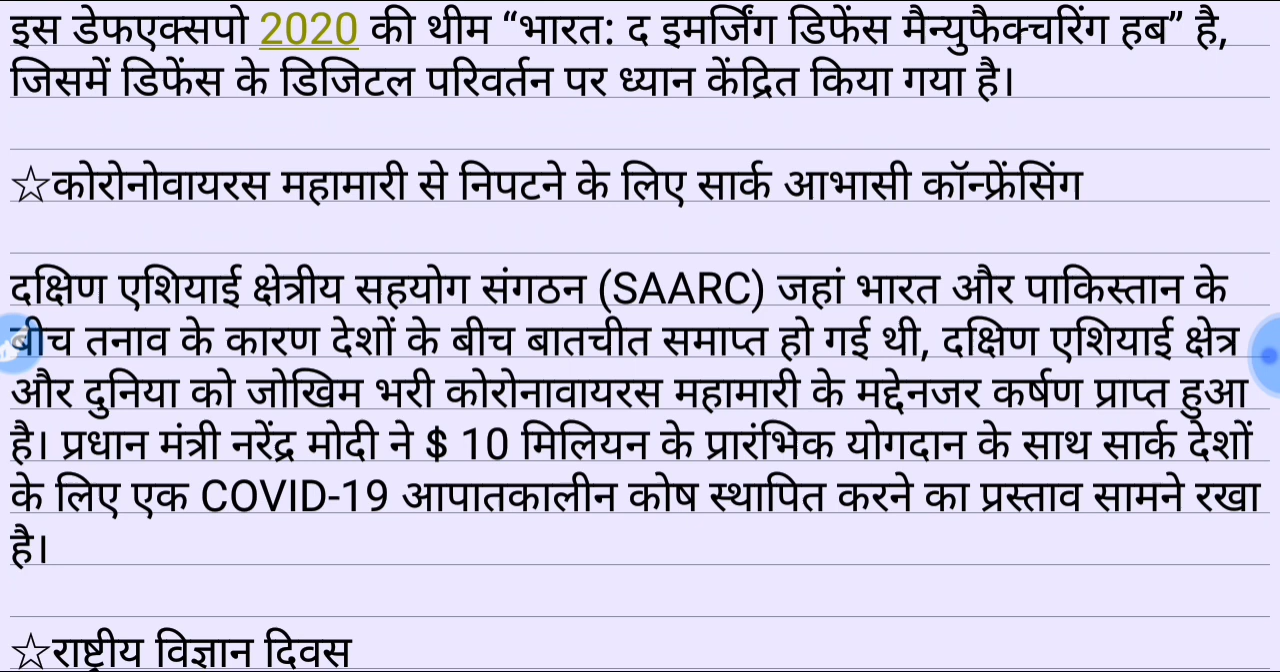 इस डेफएक्सपो 2020 की थीम “भारत: द इमर्जिंग डिफेंस मैन्युफैक्चरिंग हब” है,
जिसमें डिफेंस के डिजिटल परिवर्तन पर ध्यान केंद्रित किया गया है।
☆कोरोनोवायरस महामारी से निपटने के लिए सार्क आभासी कॉन्फ्रेंसिंग
दक्षिण एशियाई क्षेत्रीय सहयोग संगठन (SAARC) जहां भारत और पाकिस्तान के
बीच तनाव के कारण देशों के बीच बातचीत समाप्त हो गई थी, दक्षिण एशियाई क्षेत्र
और दुनिया को जोखिम भरी कोरोनावायरस महामारी के मद्देनजर कर्षण प्राप्त हुआ
है। प्रधान मंत्री नरेंद्र मोदी ने $ 10 मिलियन के प्रारंभिक योगदान के साथ सार्क देशों
के लिए एक COVID-19 आपातकालीन कोष स्थापित करने का प्रस्ताव सामने रखा
है।
☆राष्ट्रीय विज्ञान दिवस